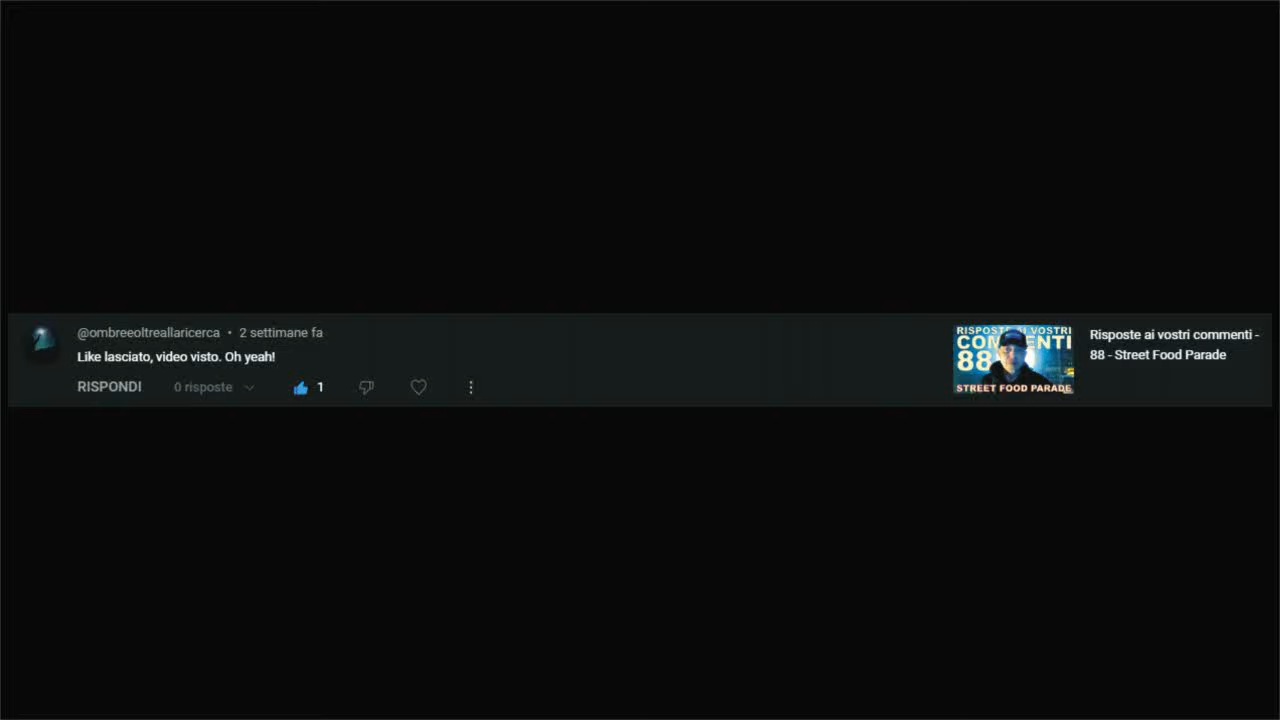 @ombreeoltreallaricerca • 2 settimane fa
Like lasciato, video visto. Oh yeah!
RISPONDI 0 risposte 1
RISPOSTE AI VOSTRI
COMMENTI
88
STREET FOOD PARADE
Risposte ai vostri commenti -
88 - Street Food Parade